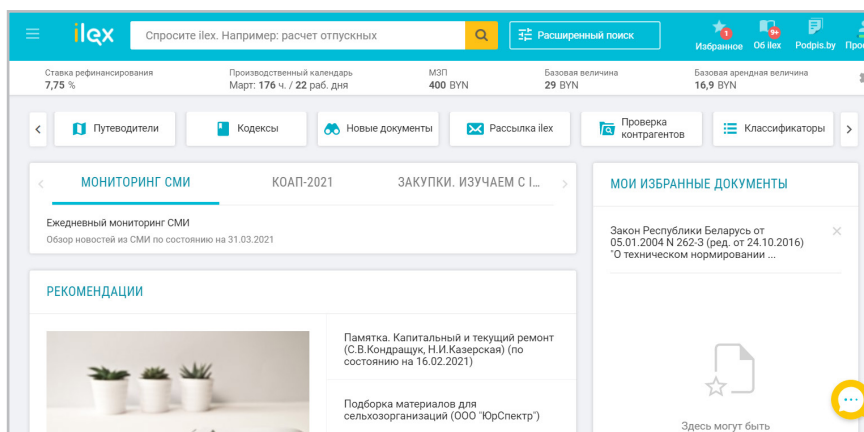 ilex
Спросите ilex. Например: расчет отпускных
Расширенный поиск
1
Избранное
9+
Об ilex
Podpis.by
Ставка рефинансирования
7,75 %
Производственный календарь
Март: 176 ч. / 22 раб. дня
МЗП
400 BYN
Базовая величина
29 BYN
Базовая арендная величина
16,9 BYN
Путеводители
Кодексы
Новые документы
Рассылка ilex
Проверка
контрагентов
Классификаторы
МОНИТОРИНГ СМИ
КОАП-2021
ЗАКУПКИ. ИЗУЧАЕМ С I...
Ежедневный мониторинг СМИ
Обзор новостей из СМИ по состоянию на 31.03.2021
МОИ ИЗБРАННЫЕ ДОКУМЕНТЫ
Закон Республики Беларусь от
05.01.2004 N 262-З (ред. от 24.10.2016)
"О техническом нормировании ...
Здесь могут быть
РЕКОМЕНДАЦИИ
Памятка. Капитальный и текущий ремонт
(С.В.Кондращук, Н.И.Казерская) (по
состоянию на 16.02.2021)
Подборка материалов для
сельхозорганизаций (ООО "ЮрСпектр")